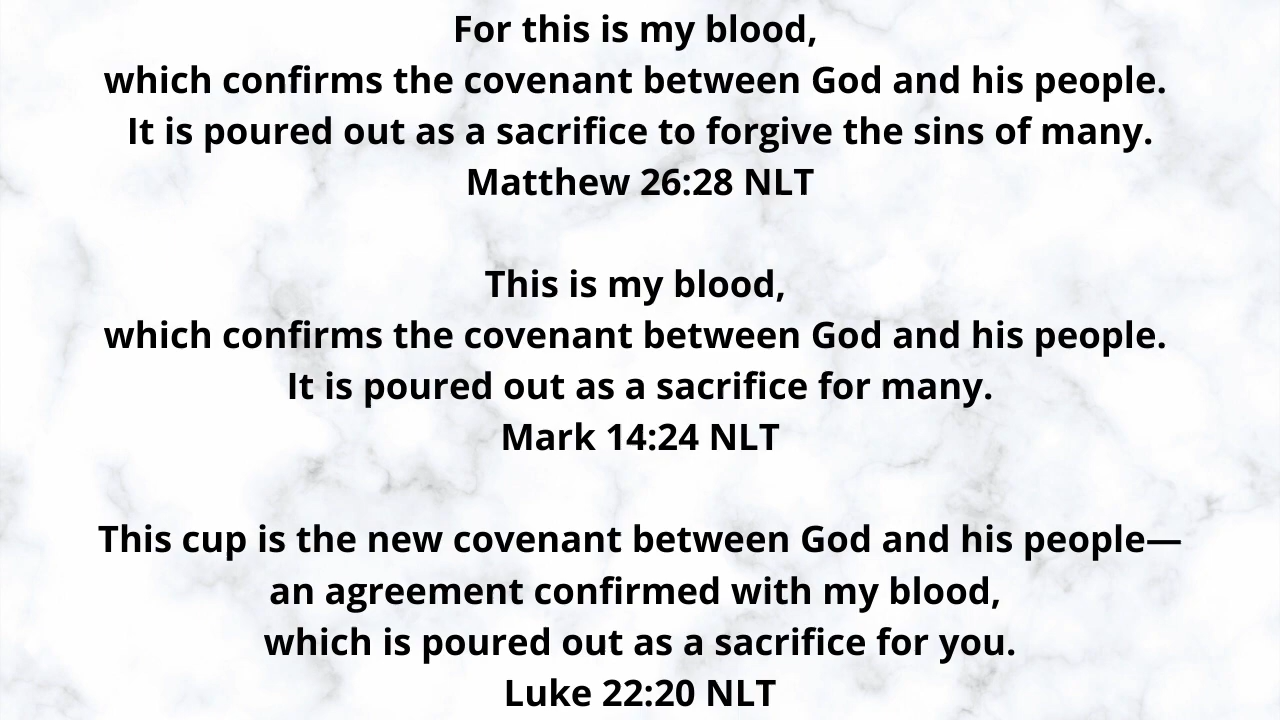 For this is my blood,
which confirms the covenant between God and his people.
It is poured out as a sacrifice to forgive the sins of many.
Matthew 26:28 NLT
This is my blood,
which confirms the covenant between God and his people.
It is poured out as a sacrifice for many.
Mark 14:24 NLT
This cup is the new covenant between God and his people—
an agreement confirmed with my blood,
which is poured out as a sacrifice for you.
Luke 22:20 NLT